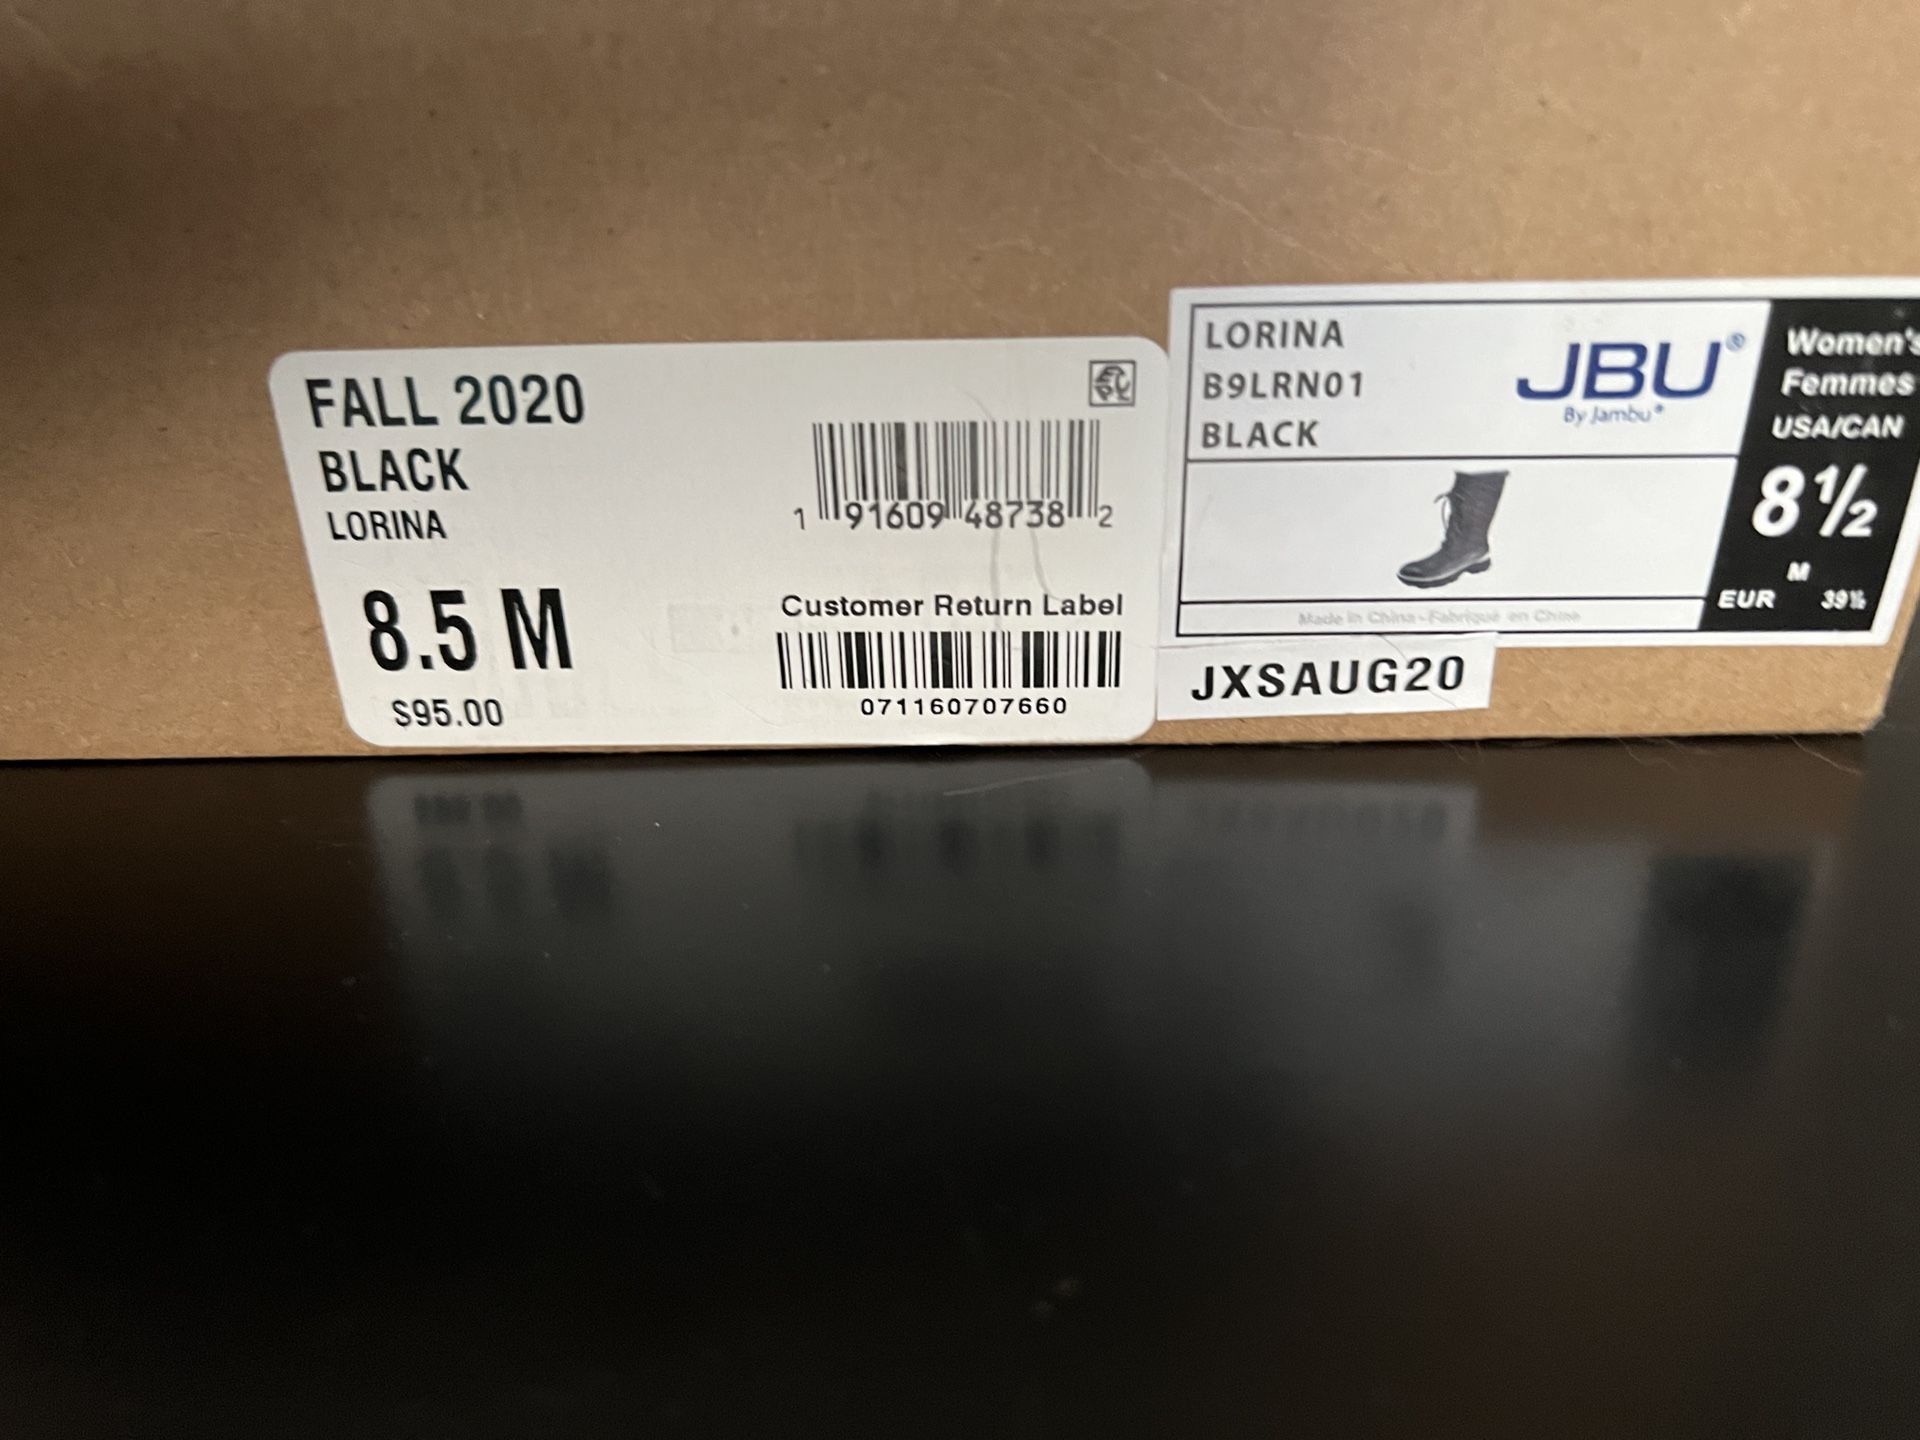 FALL 2020
BLACK
LORINA
8.5 M
$95.00
1 91609 48738 2
Customer Return Label
071160707660
LORINA
B9LRN01
BLACK
JBU®
By Jambu®
Women's
Femmes
USA/CAN
8½
M
EUR 39½
Made in China - Fabriqué en Chine
JXSAUG20